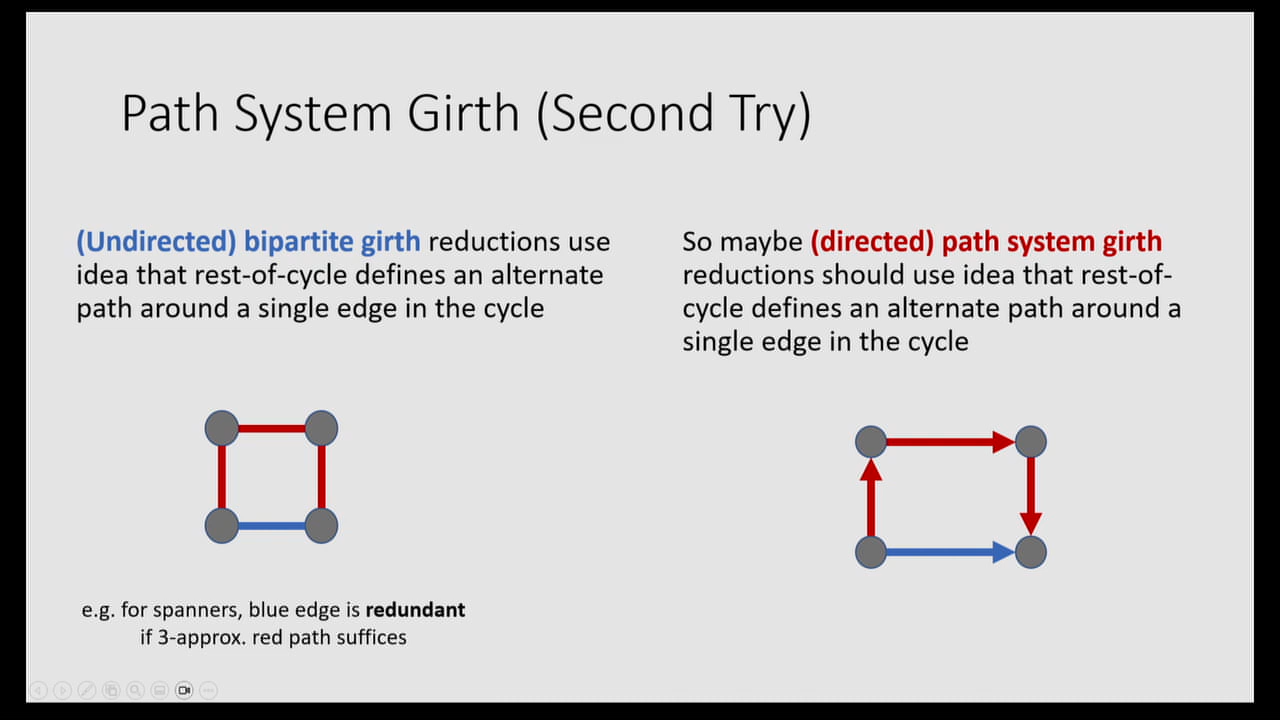 Path System Girth (Second Try)
(Undirected) bipartite girth reductions use
idea that rest-of-cycle defines an alternate
path around a single edge in the cycle
So maybe (directed) path system girth
reductions should use idea that rest-of-
cycle defines an alternate path around a
single edge in the cycle
e.g. for spanners, blue edge is redundant
if 3-approx. red path suffices